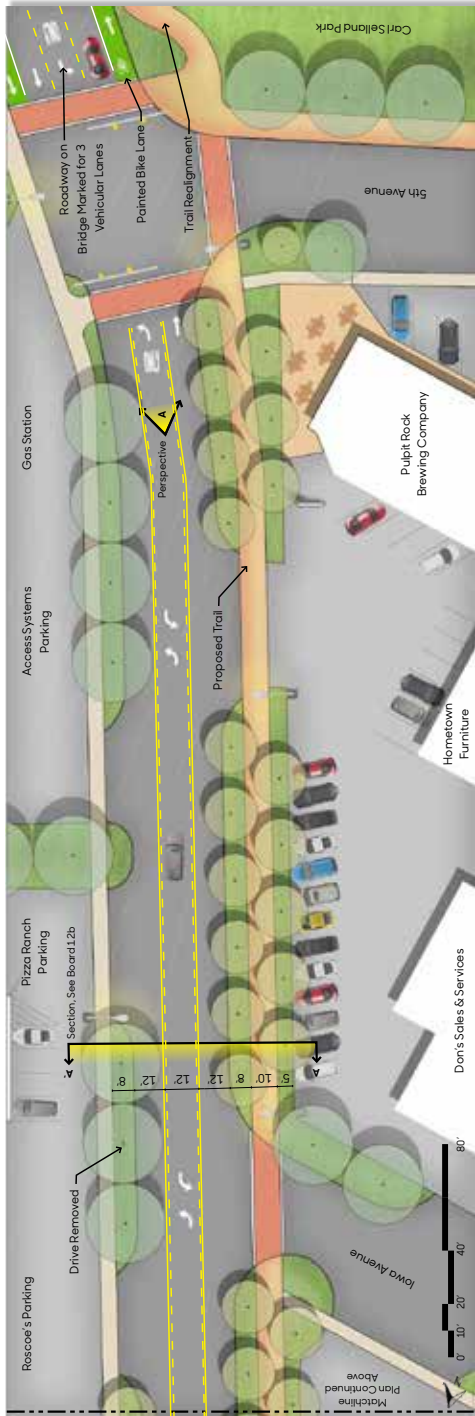 Roscoe's Parking
Pizza Ranch
Parking
Access Systems
Parking
Gas Station
Roadway on
Bridge Marked for 3
Vehicular Lanes
Painted Bike Lane
Trail Realignment
Carl Selland Park
Drive Removed
A'
Section, See Board 1.2b
8'
12'
12'
12'
8'
10'
5'
A'
Perspective
A
Proposed Trail
5th Avenue
Matchline
Plan Continued
Above
Iowa Avenue
Don's Sales & Services
Hometown
Furniture
Pulpit Rock
Brewing Company
0'
10'
20'
40'
80'